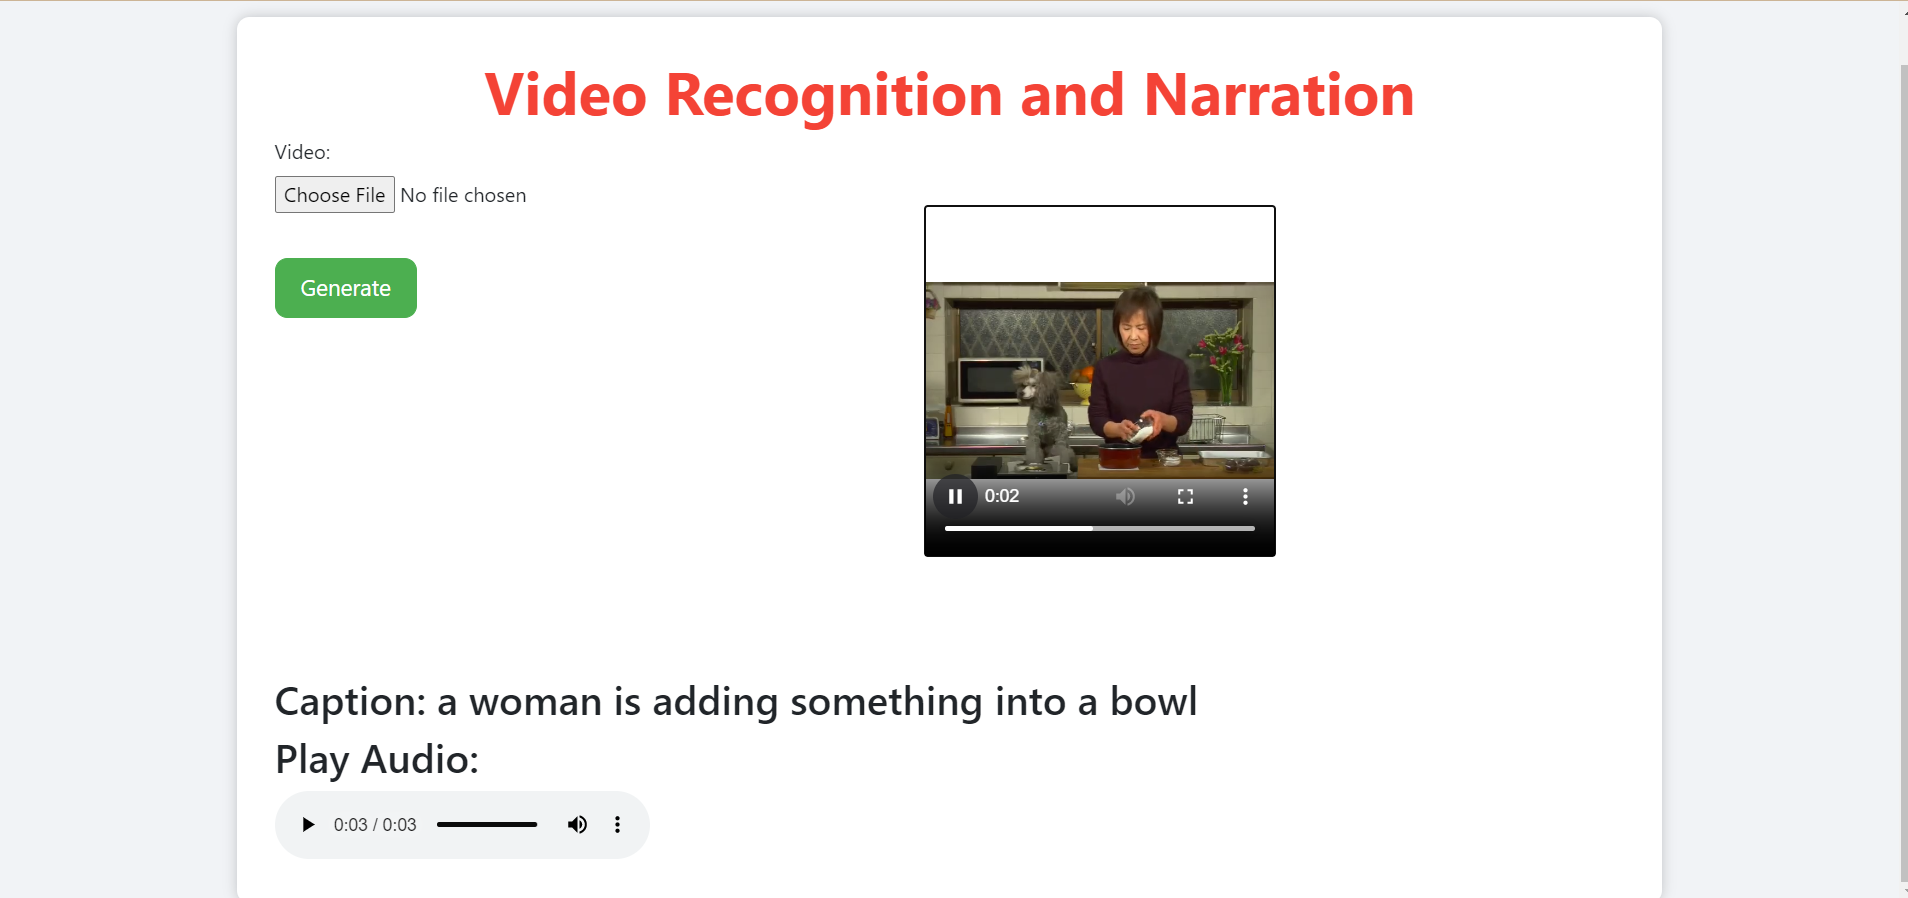 Video Recognition and Narration
Video:
Choose File No file chosen
Generate
0:02
Caption: a woman is adding something into a bowl
Play Audio:
0:03 / 0:03